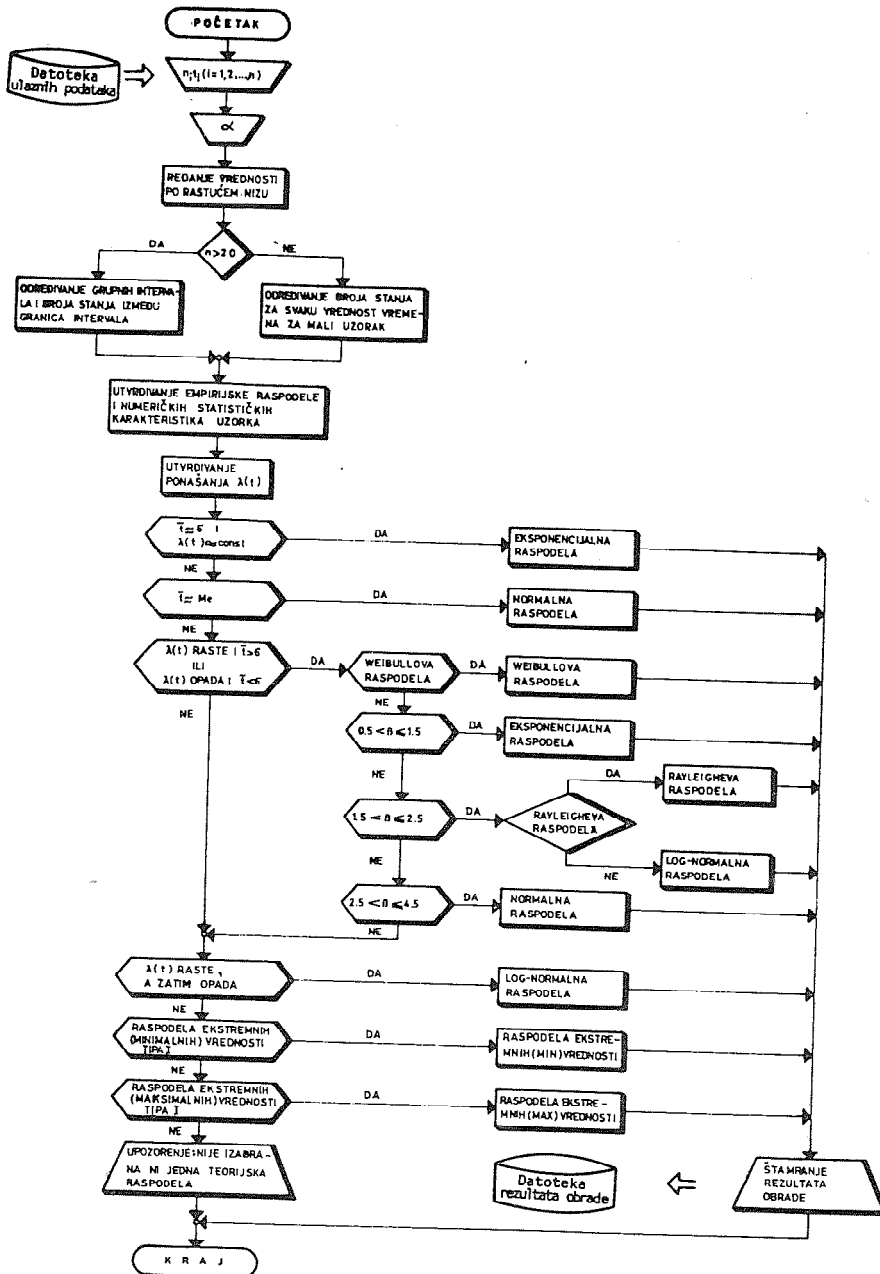 POČETAK
Datoteka
ulaznih podataka
n,t_i (i=1,2,...,n)
α
REĐANJE VREDNOSTI
PO RASTUĆEM NIZU
DA
n>20
NE
ODREĐIVANJE GRUPNIH INTERVA-
LA I BROJA STANJA IZMEĐU
GRANICA INTERVALA
ODREĐIVANJE BROJA STANJA
ZA SVAKU VREDNOST VREME-
NA ZA MALI UZORAK
UTVRĐIVANJE EMPIRIJSKE RASPODELE
I NUMERIČKIH STATISTIČKIH
KARAKTERISTIKA UZORKA
UTVRĐIVANJE
PONAŠANJA λ(t)
t̄≈σ I
λ(t)≈const
DA
EKSPONENCIJALNA
RASPODELA
NE
t̄≈Me
DA
NORMALNA
RASPODELA
NE
λ(t) RASTE I t̄>σ
ILI
λ(t) OPADA I t̄<σ
DA
WEIBULLOVA
RASPODELA
DA
WEIBULLOVA
RASPODELA
NE
NE
0.5<β≤1.5
DA
EKSPONENCIJALNA
RASPODELA
NE
1.5<β≤2.5
DA
RAYLEIGHEVA
RASPODELA
DA
RAYLEIGHEVA
RASPODELA
NE
LOG-NORMALNA
RASPODELA
NE
2.5<β≤4.5
DA
NORMALNA
RASPODELA
NE
λ(t) RASTE,
A ZATIM OPADA
DA
LOG-NORMALNA
RASPODELA
NE
RASPODELA EKSTREMNIH
(MINIMALNIH) VREDNOSTI
TIPA I
DA
RASPODELA EKSTRE-
MNIH (MIN) VREDNOSTI
NE
RASPODELA EKSTREMNIH
(MAKSIMALNIH) VREDNOSTI
TIPA I
DA
RASPODELA EKSTRE-
MNIH (MAX) VREDNOSTI
NE
UPOZORENJE:NIJE IZABRA-
NA NI JEDNA TEORIJSKA
RASPODELA
Datoteka
rezultata obrade
ŠTAMRANJE
REZULTATA
OBRADE
KRAJ